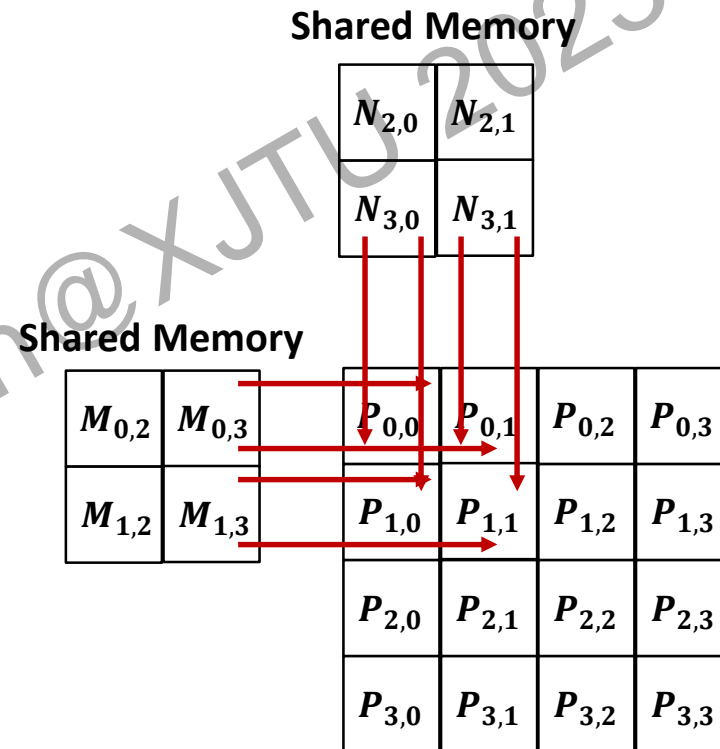 Shared Memory
N2,0 N2,1
N3,0 N3,1
Shared Memory
M0,2 M0,3
M1,2 M1,3
P0,0 P0,1 P0,2 P0,3
P1,0 P1,1 P1,2 P1,3
P2,0 P2,1 P2,2 P2,3
P3,0 P3,1 P3,2 P3,3
@XJTU 2023